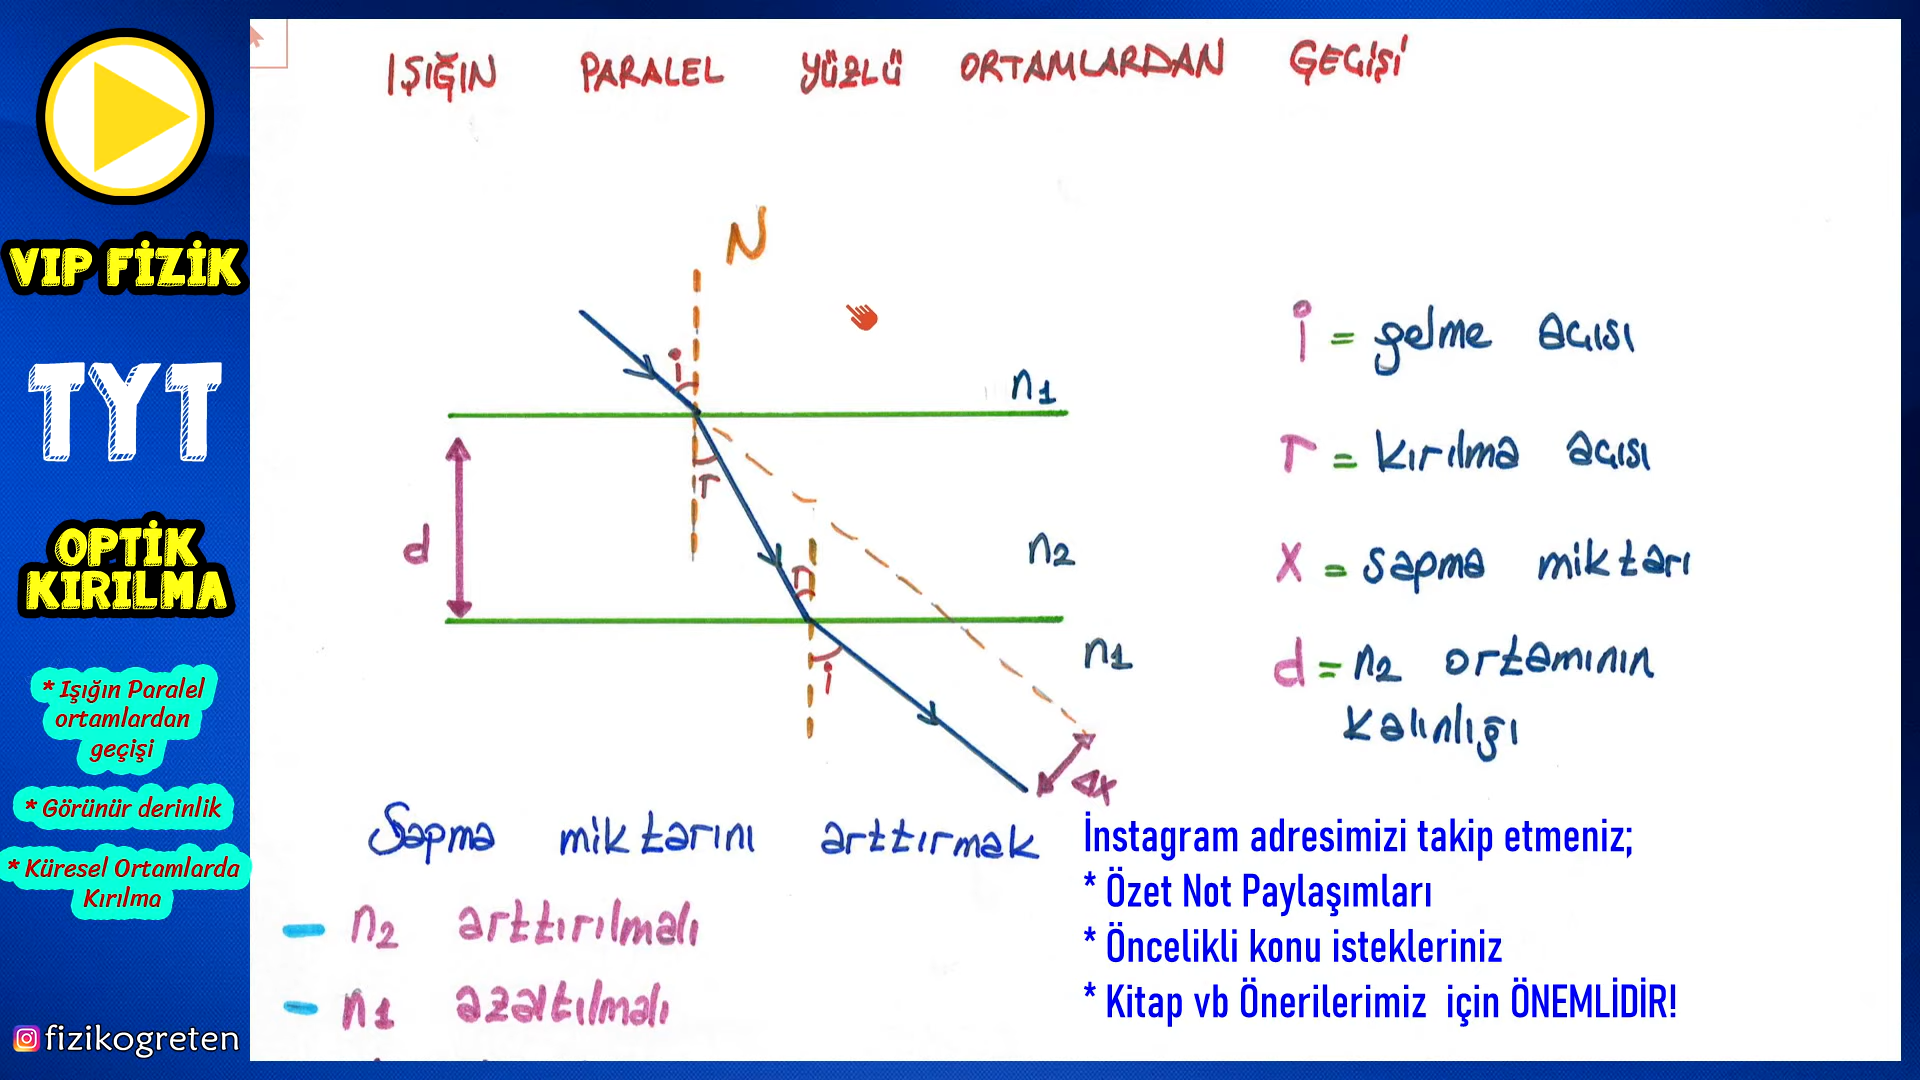 IŞIĞIN PARALEL YÜZLÜ ORTAMLARDAN GEÇİŞİ
VIP FİZİK
TYT
OPTİK
KIRILMA
* Işığın Paralel
ortamlardan
geçişi
* Görünür derinlik
* Küresel Ortamlarda
Kırılma
fizikogreten
N
i
n1
r
d
n2
r
n1
i
Δx
i = gelme açısı
r = kırılma açısı
X = sapma miktarı
d = n2 ortamının
kalınlığı
Sapma miktarını arttırmak
- n2 arttırılmalı
- n1 azaltılmalı
İnstagram adresimizi takip etmeniz;
* Özet Not Paylaşımları
* Öncelikli konu istekleriniz
* Kitap vb Önerilerimiz için ÖNEMLİDİR!